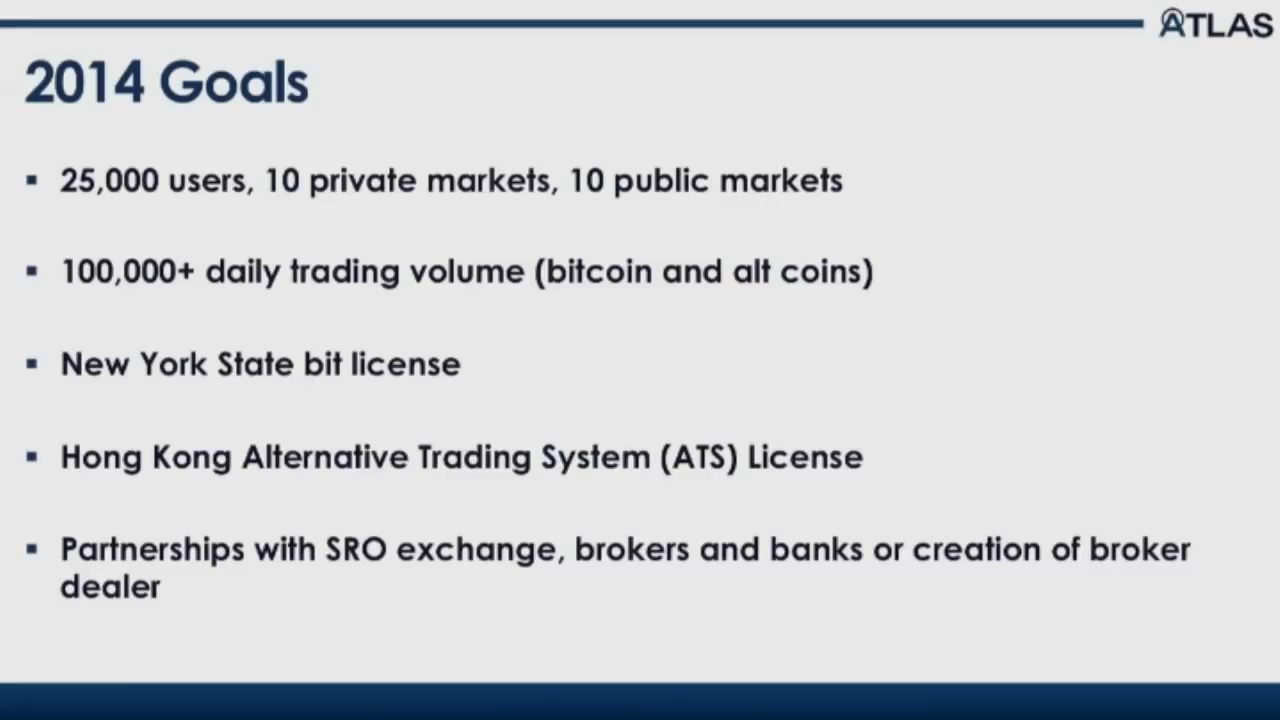 ATLAS
2014 Goals
▪ 25,000 users, 10 private markets, 10 public markets
▪ 100,000+ daily trading volume (bitcoin and alt coins)
▪ New York State bit license
▪ Hong Kong Alternative Trading System (ATS) License
▪ Partnerships with SRO exchange, brokers and banks or creation of broker
dealer